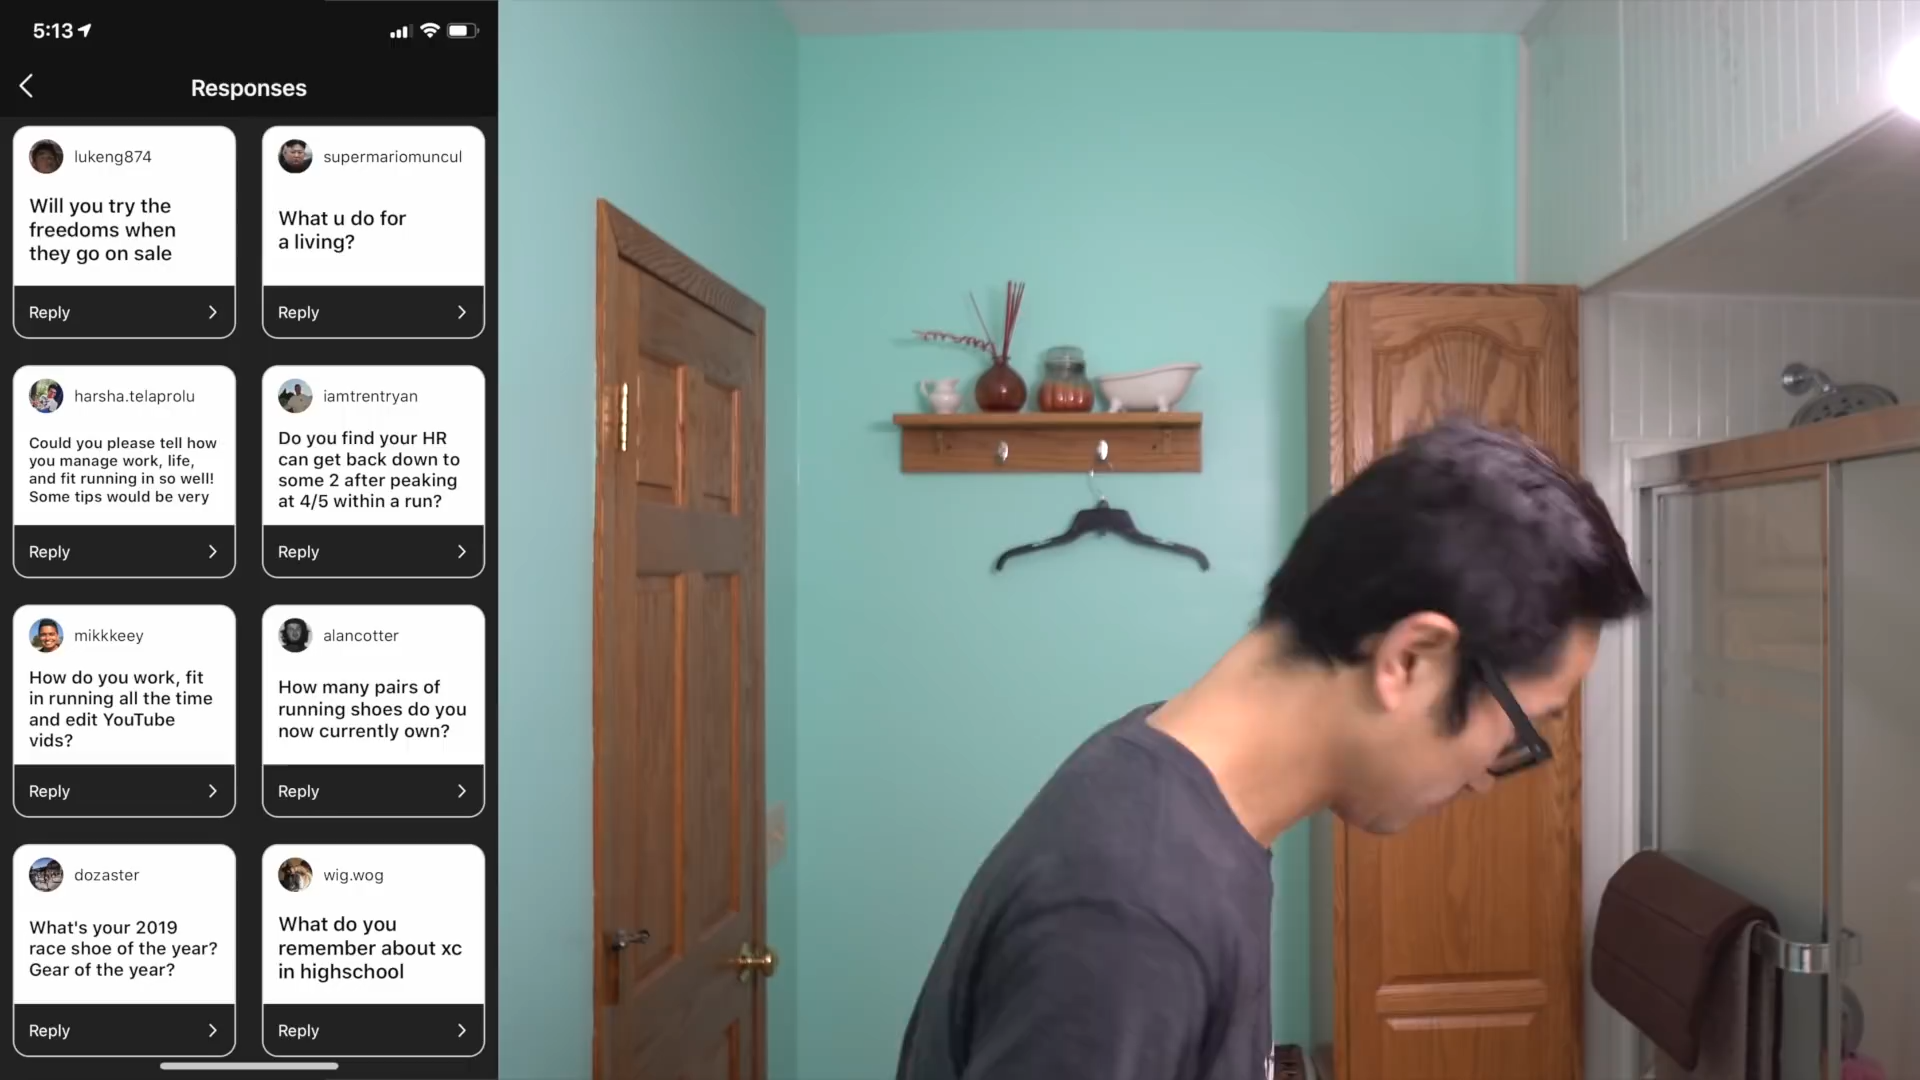 5:13
Responses
lukeng874
Will you try the
freedoms when
they go on sale
Reply
supermariomuncul
What u do for
a living?
Reply
harsha.telaprolu
Could you please tell how
you manage work, life,
and fit running in so well!
Some tips would be very
Reply
iamtrentryan
Do you find your HR
can get back down to
some 2 after peaking
at 4/5 within a run?
Reply
mikkkeey
How do you work, fit
in running all the time
and edit YouTube
vids?
Reply
alancotter
How many pairs of
running shoes do you
now currently own?
Reply
dozaster
What's your 2019
race shoe of the year?
Gear of the year?
Reply
wig.wog
What do you
remember about xc
in highschool
Reply